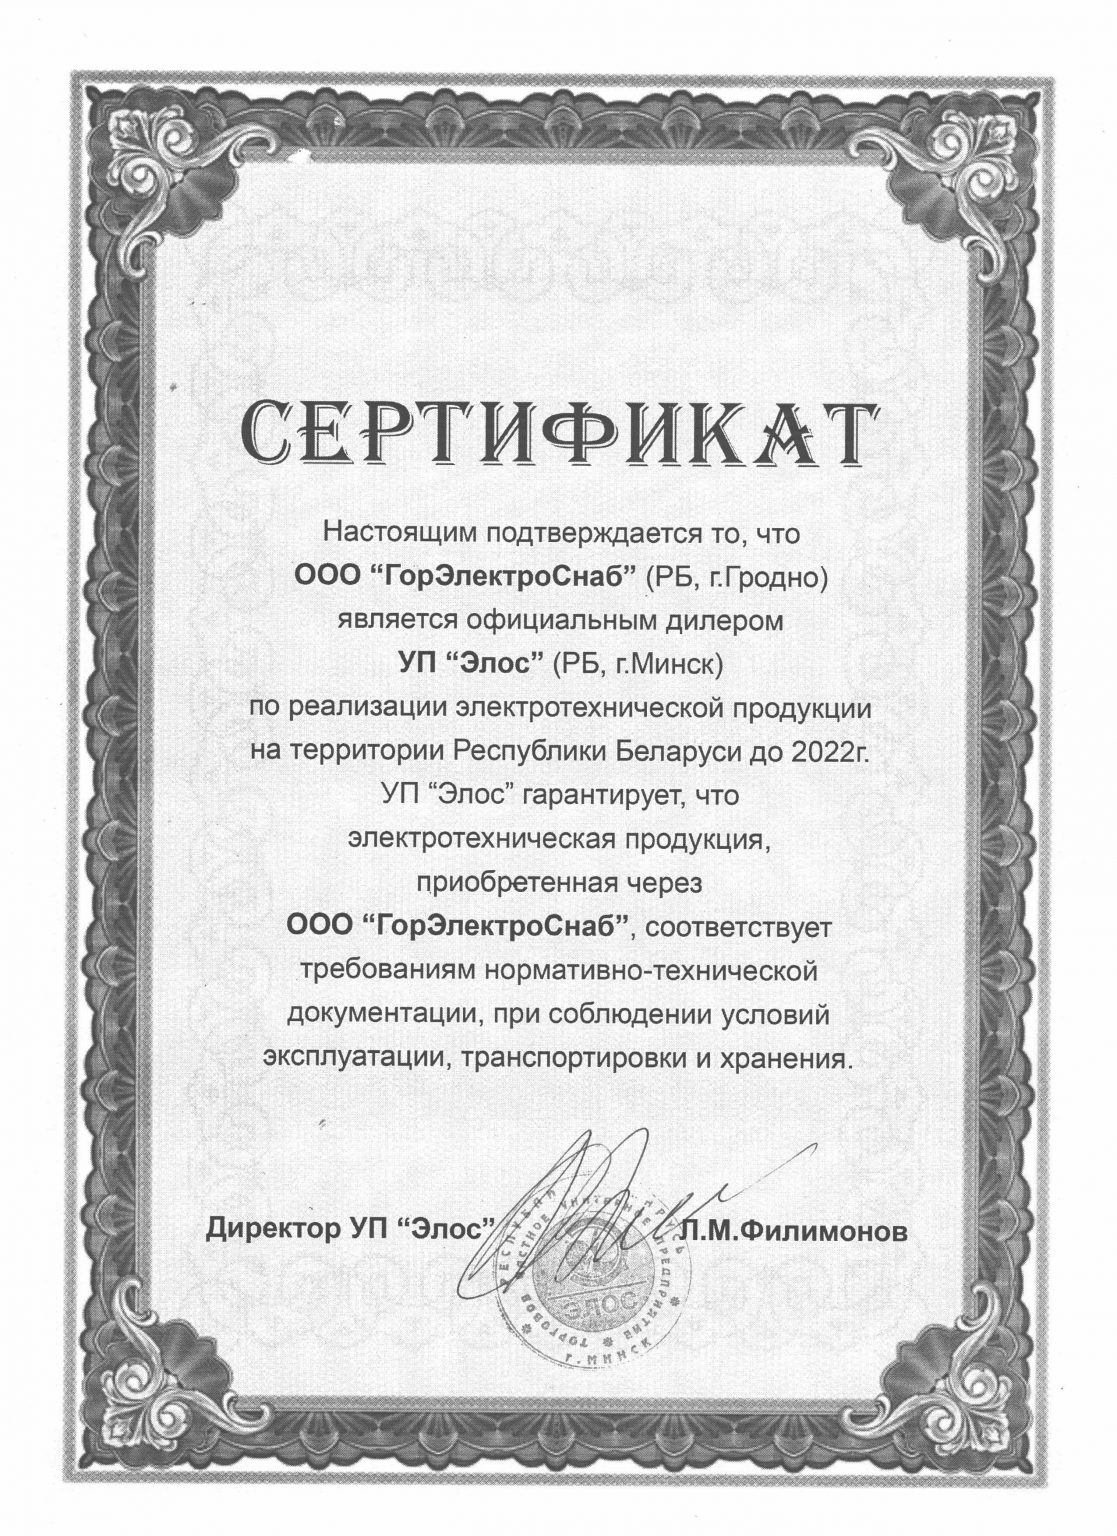 СЕРТИФИКАТ
Настоящим подтверждается то, что
ООО “ГорЭлектроСнаб” (РБ, г.Гродно)
является официальным дилером
УП “Элос” (РБ, г.Минск)
по реализации электротехнической продукции
на территории Республики Беларуси до 2022г.
УП “Элос” гарантирует, что
электротехническая продукция,
приобретенная через
ООО “ГорЭлектроСнаб”, соответствует
требованиям нормативно-технической
документации, при соблюдении условий
эксплуатации, транспортировки и хранения.
Директор УП “Элос” Л.М.Филимонов
ТОРГОВОЕ ЧАСТНОЕ УНИТАРНОЕ ПРЕДПРИЯТИЕ
ЭЛОС
г.МИНСК